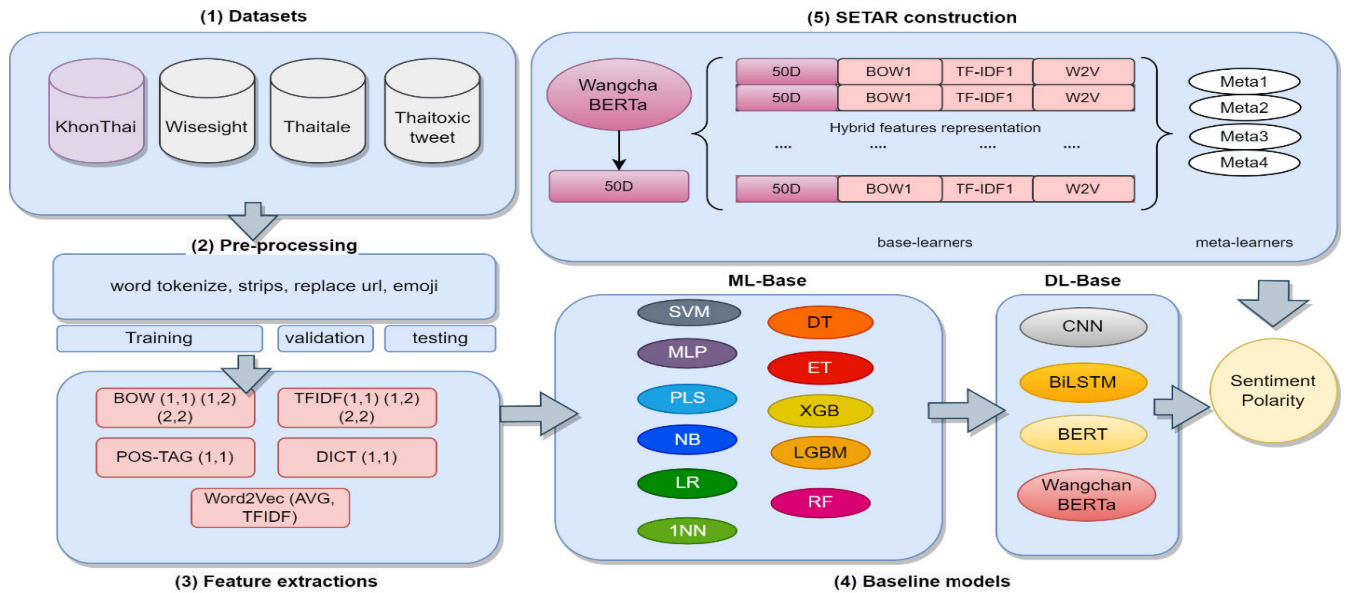 (1) Datasets
KhonThai
Wisesight
Thaitale
Thaitoxic
tweet
(2) Pre-processing
word tokenize, strips, replace url, emoji
Training
validation
testing
BOW (1,1) (1,2)
(2,2)
TFIDF(1,1) (1,2)
(2,2)
POS-TAG (1,1)
DICT (1,1)
Word2Vec (AVG,
TFIDF)
(3) Feature extractions
ML-Base
SVM
MLP
PLS
NB
LR
1NN
DT
ET
XGB
LGBM
RF
DL-Base
CNN
BiLSTM
BERT
Wangchan
BERTa
(4) Baseline models
(5) SETAR construction
Wangcha
BERTa
50D
50D BOW1 TF-IDF1 W2V
50D BOW1 TF-IDF1 W2V
Hybrid features representation
.... .... .... ....
50D BOW1 TF-IDF1 W2V
base-learners
Meta1
Meta2
Meta3
Meta4
meta-learners
Sentiment
Polarity